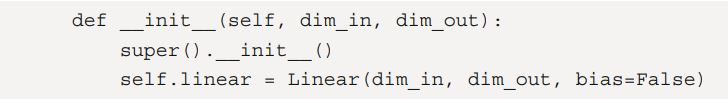 def __init__(self, dim_in, dim_out):
super().__init__()
self.linear = Linear(dim_in, dim_out, bias=False)